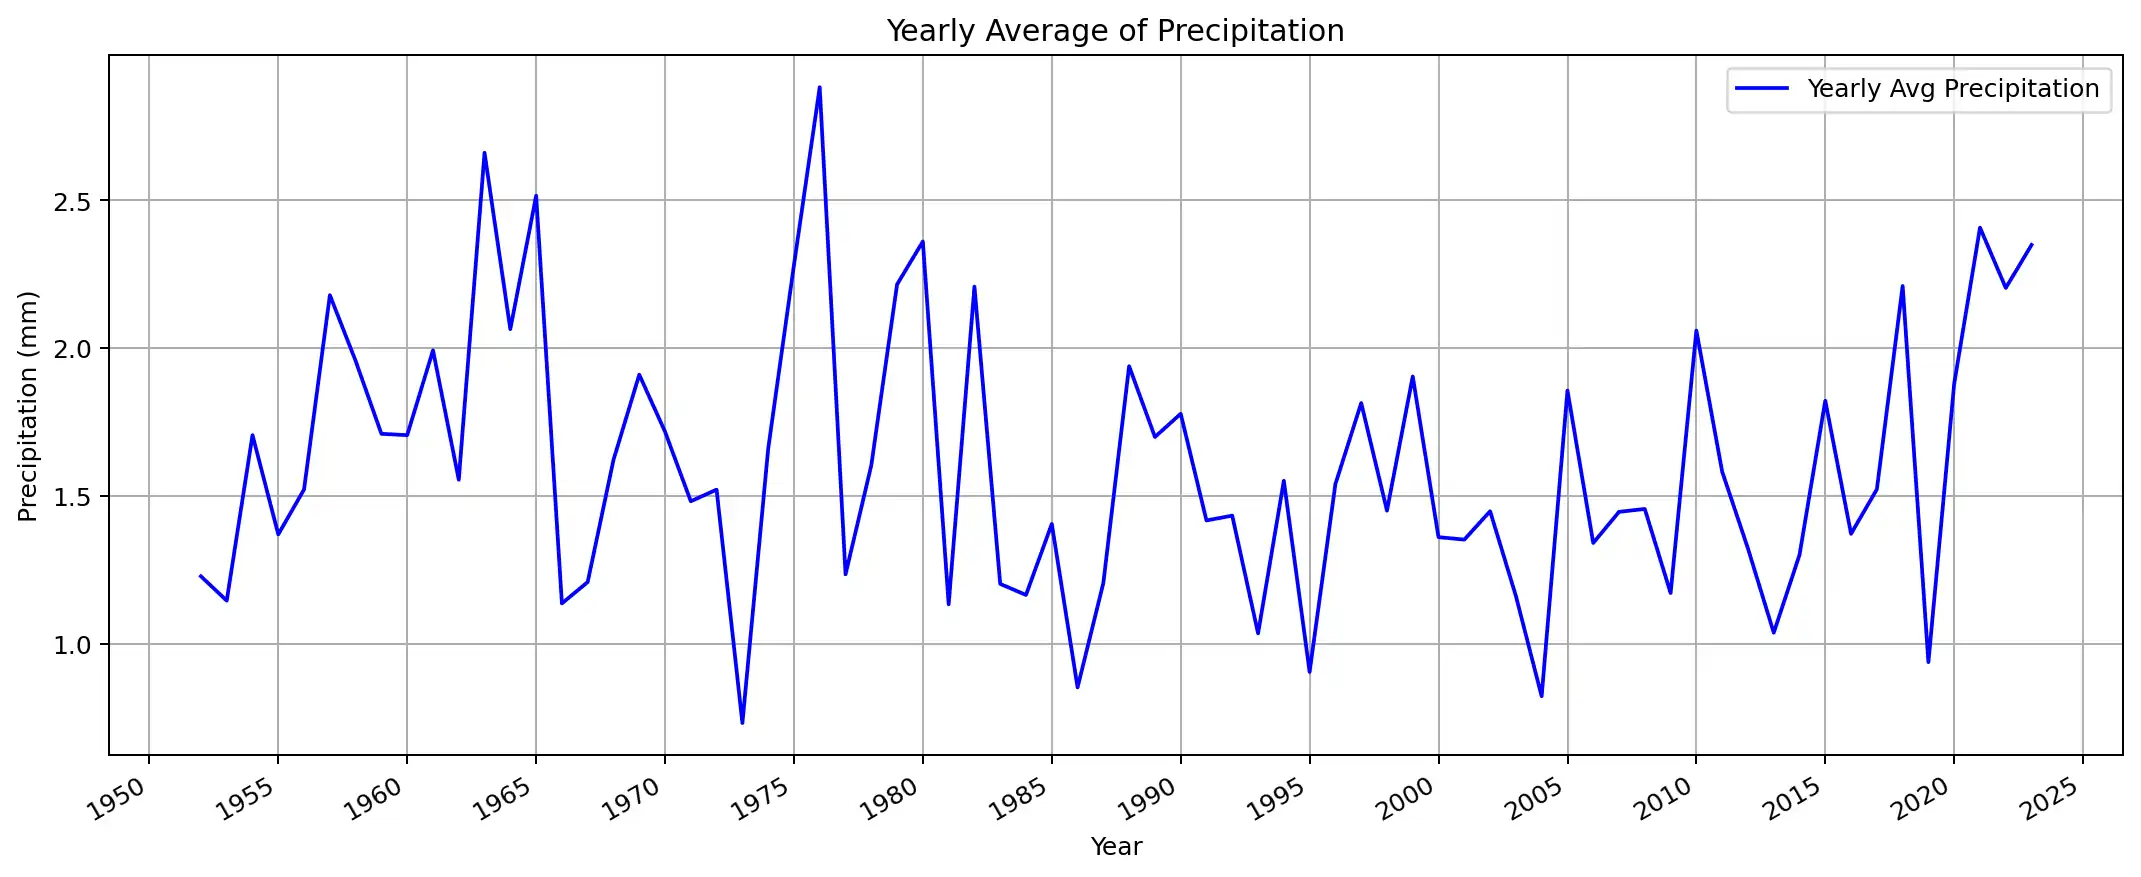 Yearly Average of Precipitation
Yearly Avg Precipitation
Precipitation (mm)
2.5
2.0
1.5
1.0
1950 1955 1960 1965 1970 1975 1980 1985 1990 1995 2000 2005 2010 2015 2020 2025
Year